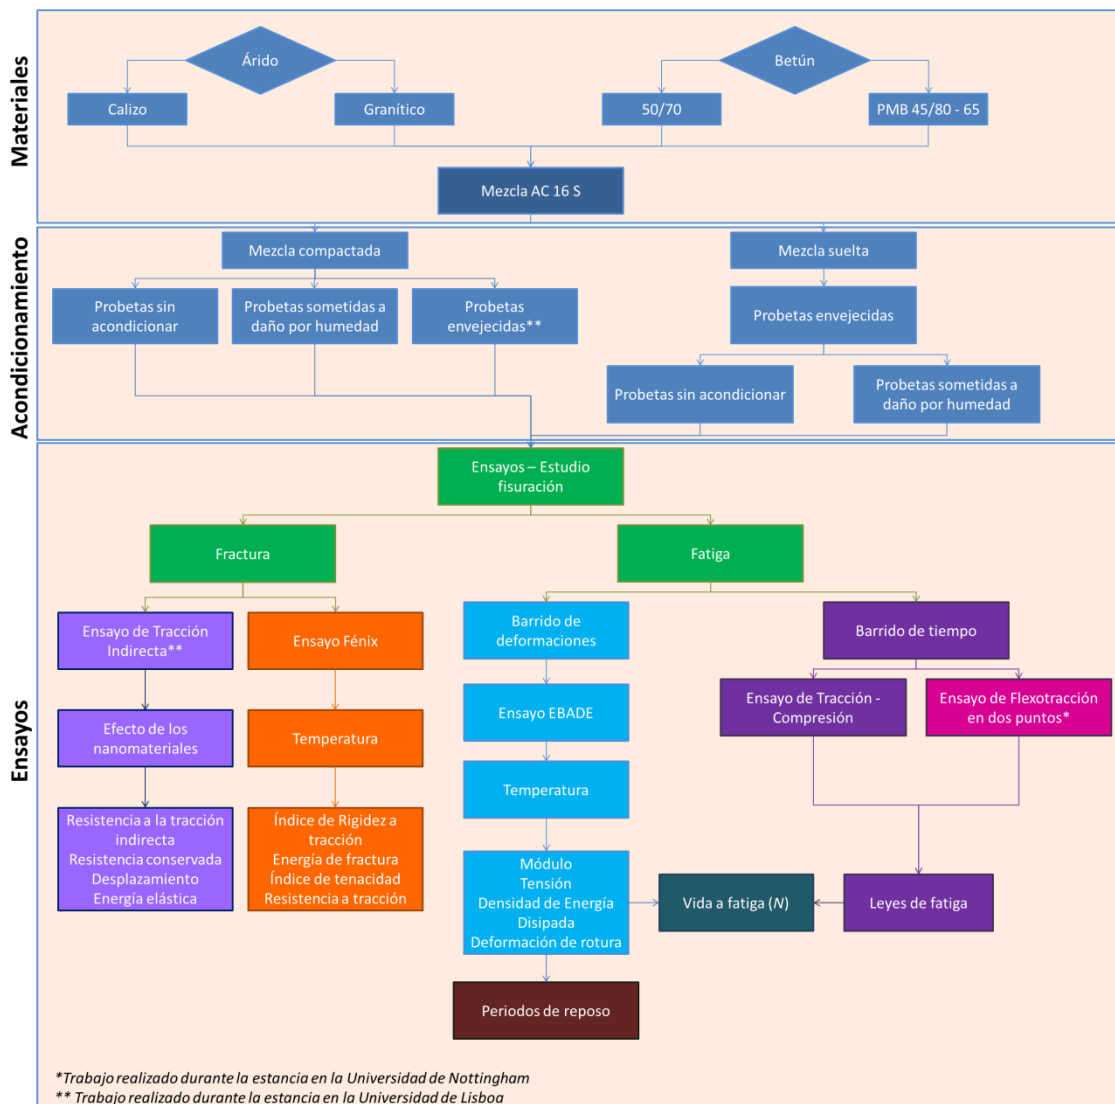 Materiales
Árido
Betún
Calizo
Granítico
50/70
PMB 45/80 - 65
Mezcla AC 16 S
Acondicionamiento
Mezcla compactada
Mezcla suelta
Probetas sin
acondicionar
Probetas sometidas a
daño por humedad
Probetas
envejecidas**
Probetas envejecidas
Probetas sin acondicionar
Probetas sometidas a
daño por humedad
Ensayos
Ensayos – Estudio
fisuración
Fractura
Fatiga
Ensayo de Tracción
Indirecta**
Ensayo Fénix
Barrido de
deformaciones
Barrido de tiempo
Efecto de los
nanomateriales
Temperatura
Ensayo EBADE
Ensayo de Tracción -
Compresión
Ensayo de Flexotracción
en dos puntos*
Temperatura
Resistencia a la tracción
indirecta
Resistencia conservada
Desplazamiento
Energía elástica
Índice de Rigidez a
tracción
Energía de fractura
Índice de tenacidad
Resistencia a tracción
Módulo
Tensión
Densidad de Energía
Disipada
Deformación de rotura
Vida a fatiga (N)
Leyes de fatiga
Periodos de reposo
*Trabajo realizado durante la estancia en la Universidad de Nottingham
** Trabajo realizado durante la estancia en la Universidad de Lisboa